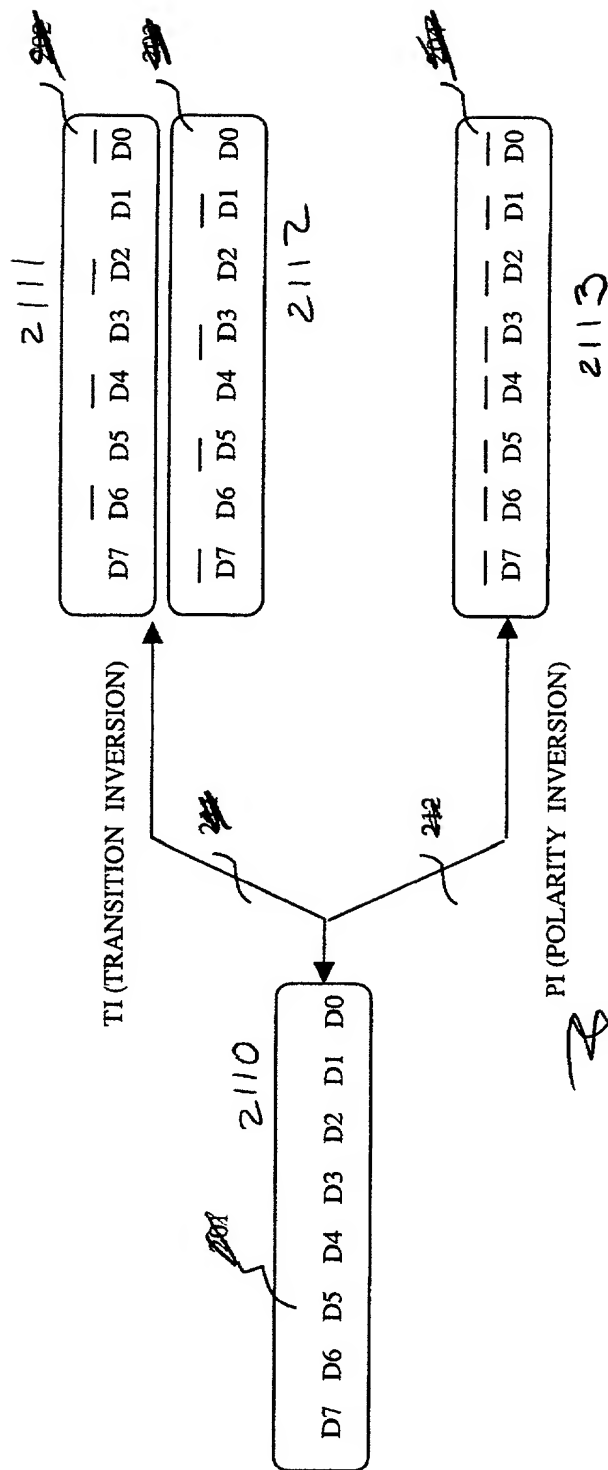 2111
D7 D6 D5 D4 D3 D2 D1 D0
D7 D6 D5 D4 D3 D2 D1 D0
2112
TI (TRANSITION INVERSION)
2110
D7 D6 D5 D4 D3 D2 D1 D0
212
PI (POLARITY INVERSION)
D7 D6 D5 D4 D3 D2 D1 D0
2113